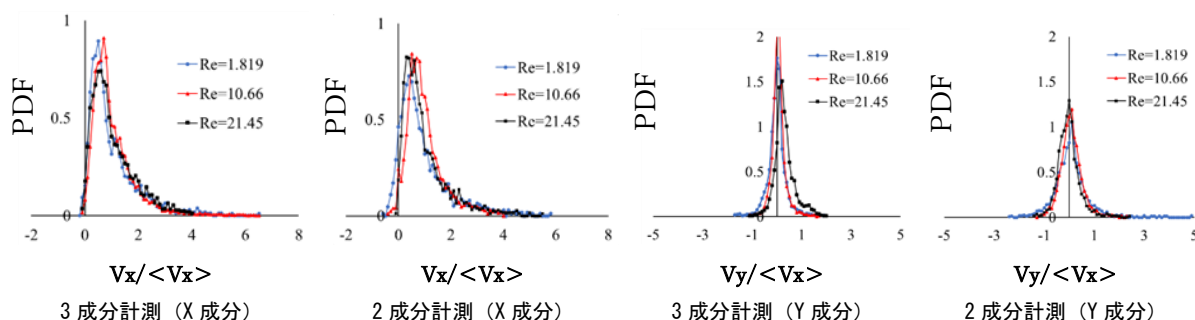 PDF
1
0.5
0
-2
0
2
4
6
8
Re=1.819
Re=10.66
Re=21.45
Vx/<Vx>
3 成分計測（X 成分）
PDF
1
0.5
0
-2
0
2
4
6
8
Re=1.819
Re=10.66
Re=21.45
Vx/<Vx>
2 成分計測（X 成分）
PDF
2
1.5
1
0.5
0
-5
-3
-1
1
3
5
Re=1.819
Re=10.66
Re=21.45
Vy/<Vx>
3 成分計測（Y 成分）
PDF
2
1.5
1
0.5
0
-5
-3
-1
1
3
5
Re=1.819
Re=10.66
Re=21.45
Vy/<Vx>
2 成分計測（Y 成分）